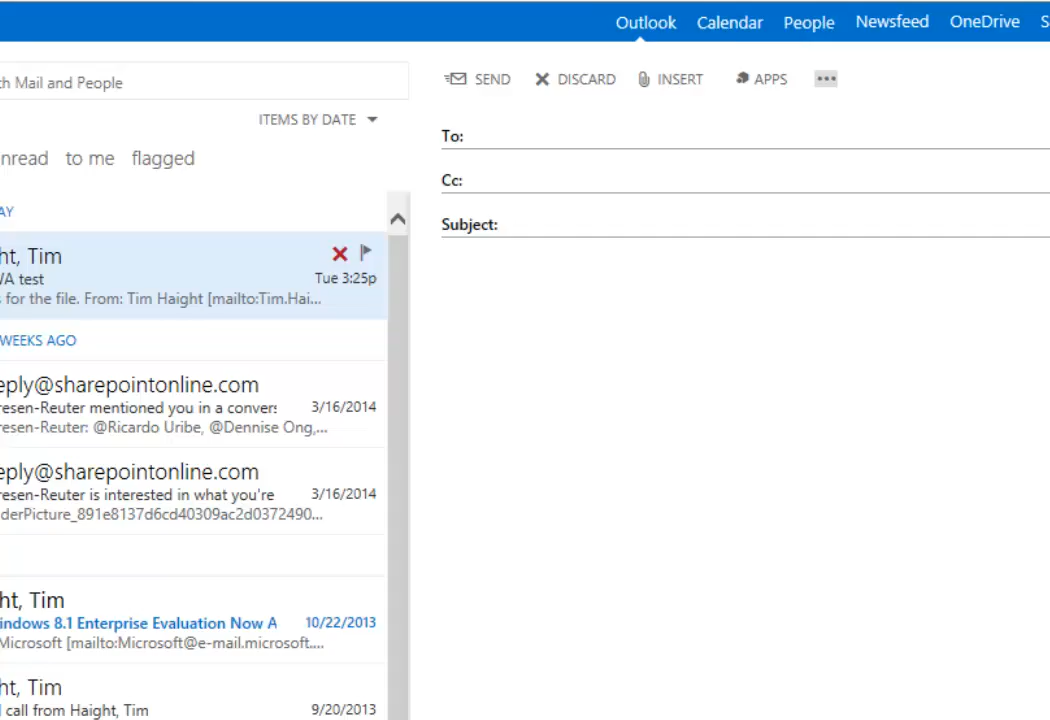 Outlook Calendar People Newsfeed OneDrive S
th Mail and People
SEND DISCARD INSERT APPS
ITEMS BY DATE
To:
nread to me flagged
Cc:
AY
Subject:
ht, Tim
VA test Tue 3:25p
s for the file. From: Tim Haight [mailto:Tim.Hai...
WEEKS AGO
eply@sharepointonline.com
resen-Reuter mentioned you in a convers 3/16/2014
resen-Reuter: @Ricardo Uribe, @Dennise Ong,...
eply@sharepointonline.com
resen-Reuter is interested in what you're 3/16/2014
derPicture_891e8137d6cd40309ac2d0372490...
ht, Tim
indows 8.1 Enterprise Evaluation Now A 10/22/2013
Microsoft [mailto:Microsoft@e-mail.microsoft....
ht, Tim
l call from Haight, Tim 9/20/2013